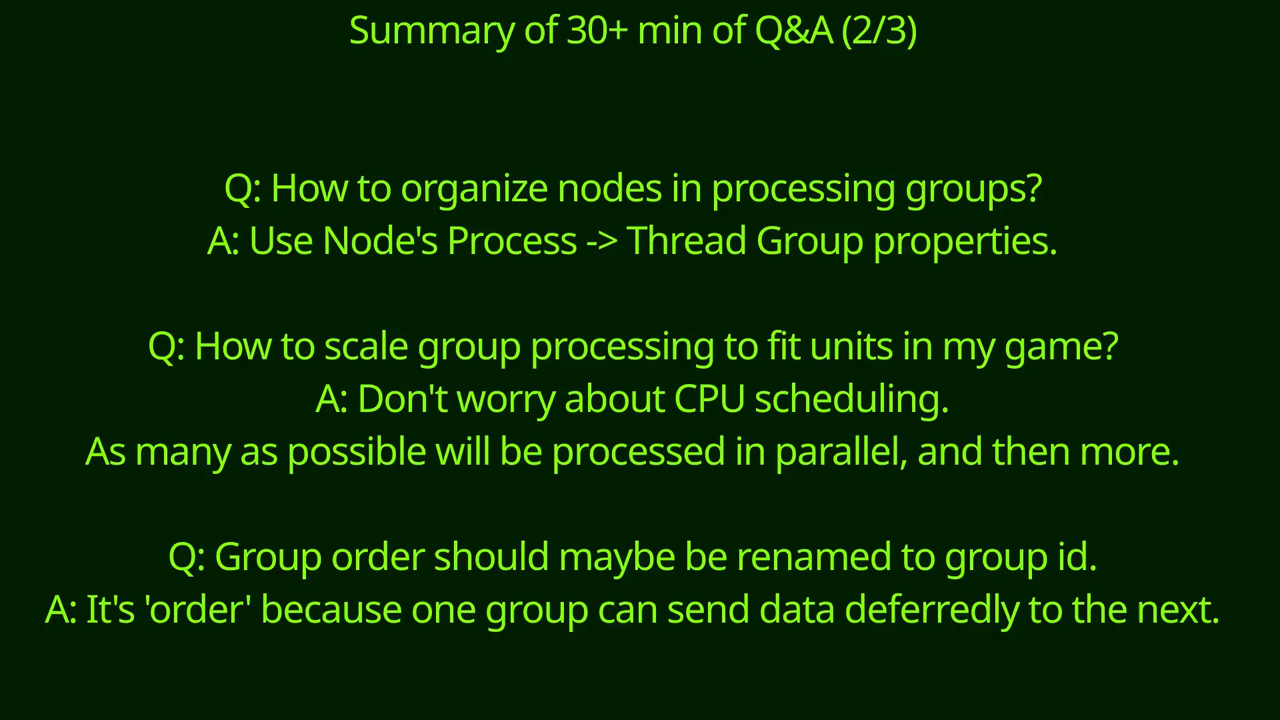 Summary of 30+ min of Q&A (2/3)
Q: How to organize nodes in processing groups?
A: Use Node's Process -> Thread Group properties.
Q: How to scale group processing to fit units in my game?
A: Don't worry about CPU scheduling.
As many as possible will be processed in parallel, and then more.
Q: Group order should maybe be renamed to group id.
A: It's 'order' because one group can send data deferredly to the next.